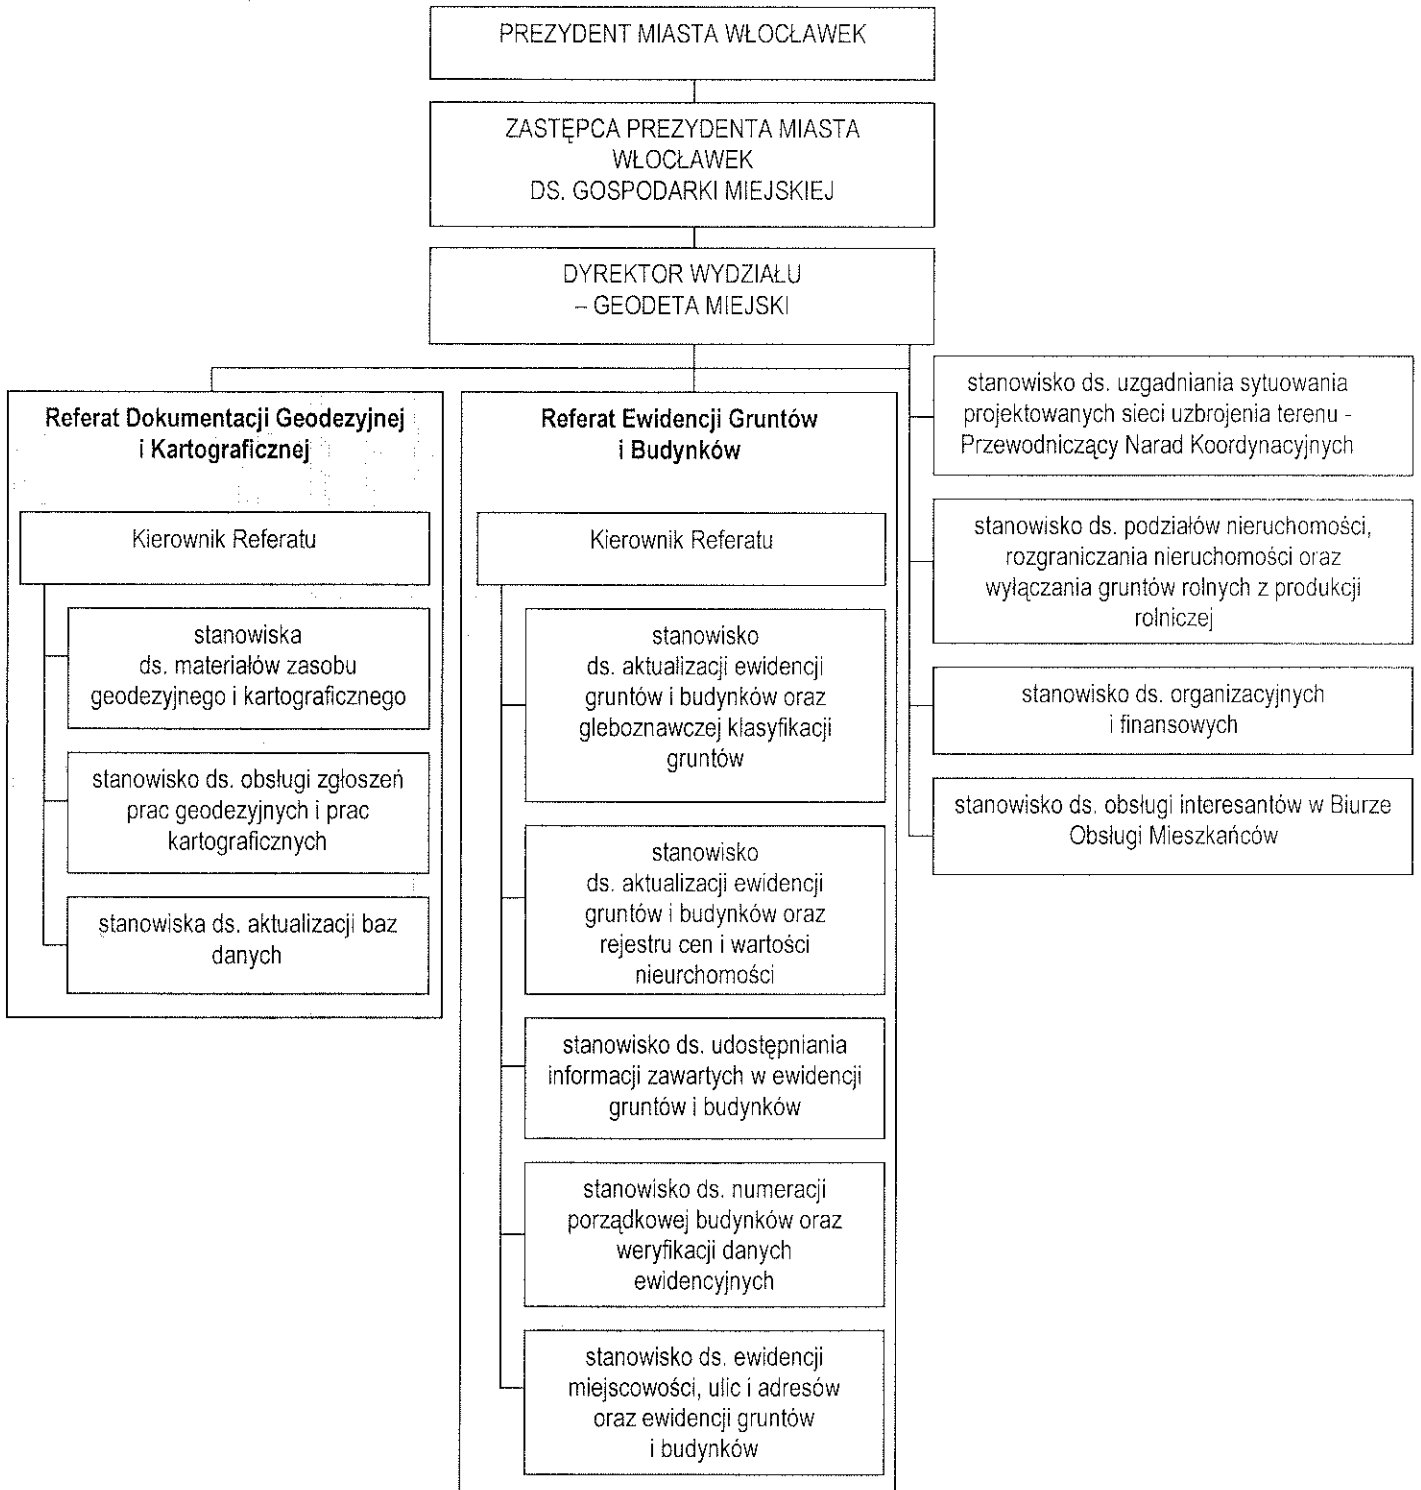 PREZYDENT MIASTA WŁOCŁAWEK
ZASTĘPCA PREZYDENTA MIASTA
WŁOCŁAWEK
DS. GOSPODARKI MIEJSKIEJ
DYREKTOR WYDZIAŁU
– GEODETA MIEJSKI
Referat Dokumentacji Geodezyjnej
i Kartograficznej
Kierownik Referatu
stanowiska
ds. materiałów zasobu
geodezyjnego i kartograficznego
stanowisko ds. obsługi zgłoszeń
prac geodezyjnych i prac
kartograficznych
stanowiska ds. aktualizacji baz
danych
Referat Ewidencji Gruntów
i Budynków
Kierownik Referatu
stanowisko
ds. aktualizacji ewidencji
gruntów i budynków oraz
gleboznawczej klasyfikacji
gruntów
stanowisko
ds. aktualizacji ewidencji
gruntów i budynków oraz
rejestru cen i wartości
nieurchomości
stanowisko ds. udostępniania
informacji zawartych w ewidencji
gruntów i budynków
stanowisko ds. numeracji
porządkowej budynków oraz
weryfikacji danych
ewidencyjnych
stanowisko ds. ewidencji
miejscowości, ulic i adresów
oraz ewidencji gruntów
i budynków
stanowisko ds. uzgadniania sytuowania
projektowanych sieci uzbrojenia terenu -
Przewodniczący Narad Koordynacyjnych
stanowisko ds. podziałów nieruchomości,
rozgraniczania nieruchomości oraz
wyłączania gruntów rolnych z produkcji
rolniczej
stanowisko ds. organizacyjnych
i finansowych
stanowisko ds. obsługi interesantów w Biurze
Obsługi Mieszkańców